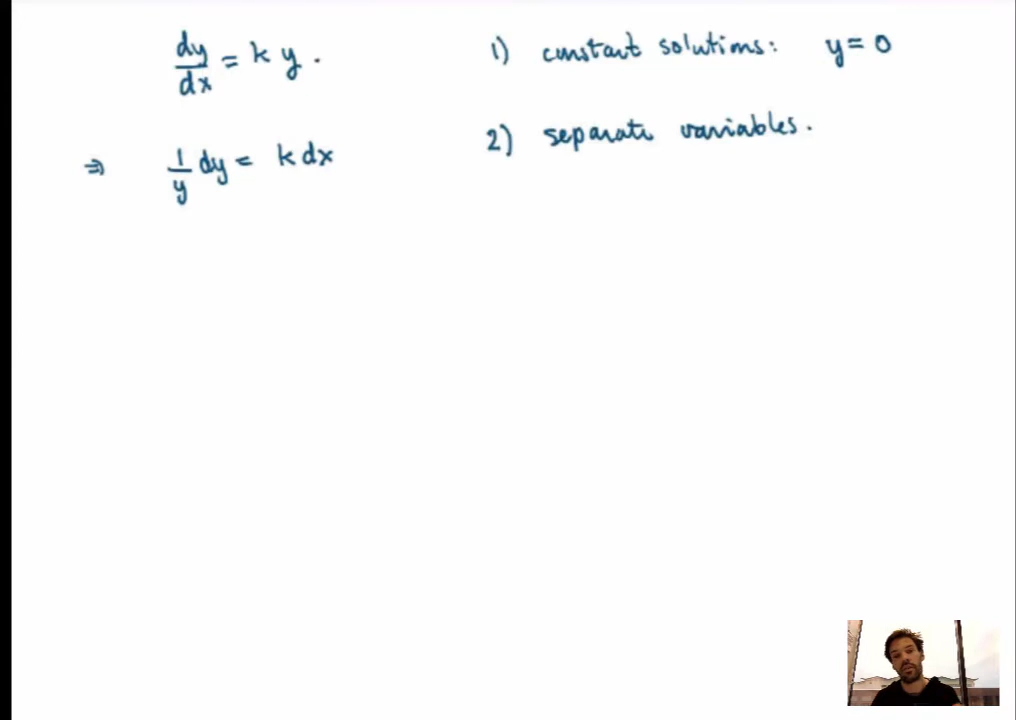 dy/dx = k y .
1) constant solutions: y = 0
2) separate variables.
⇒ 1/y dy = k dx